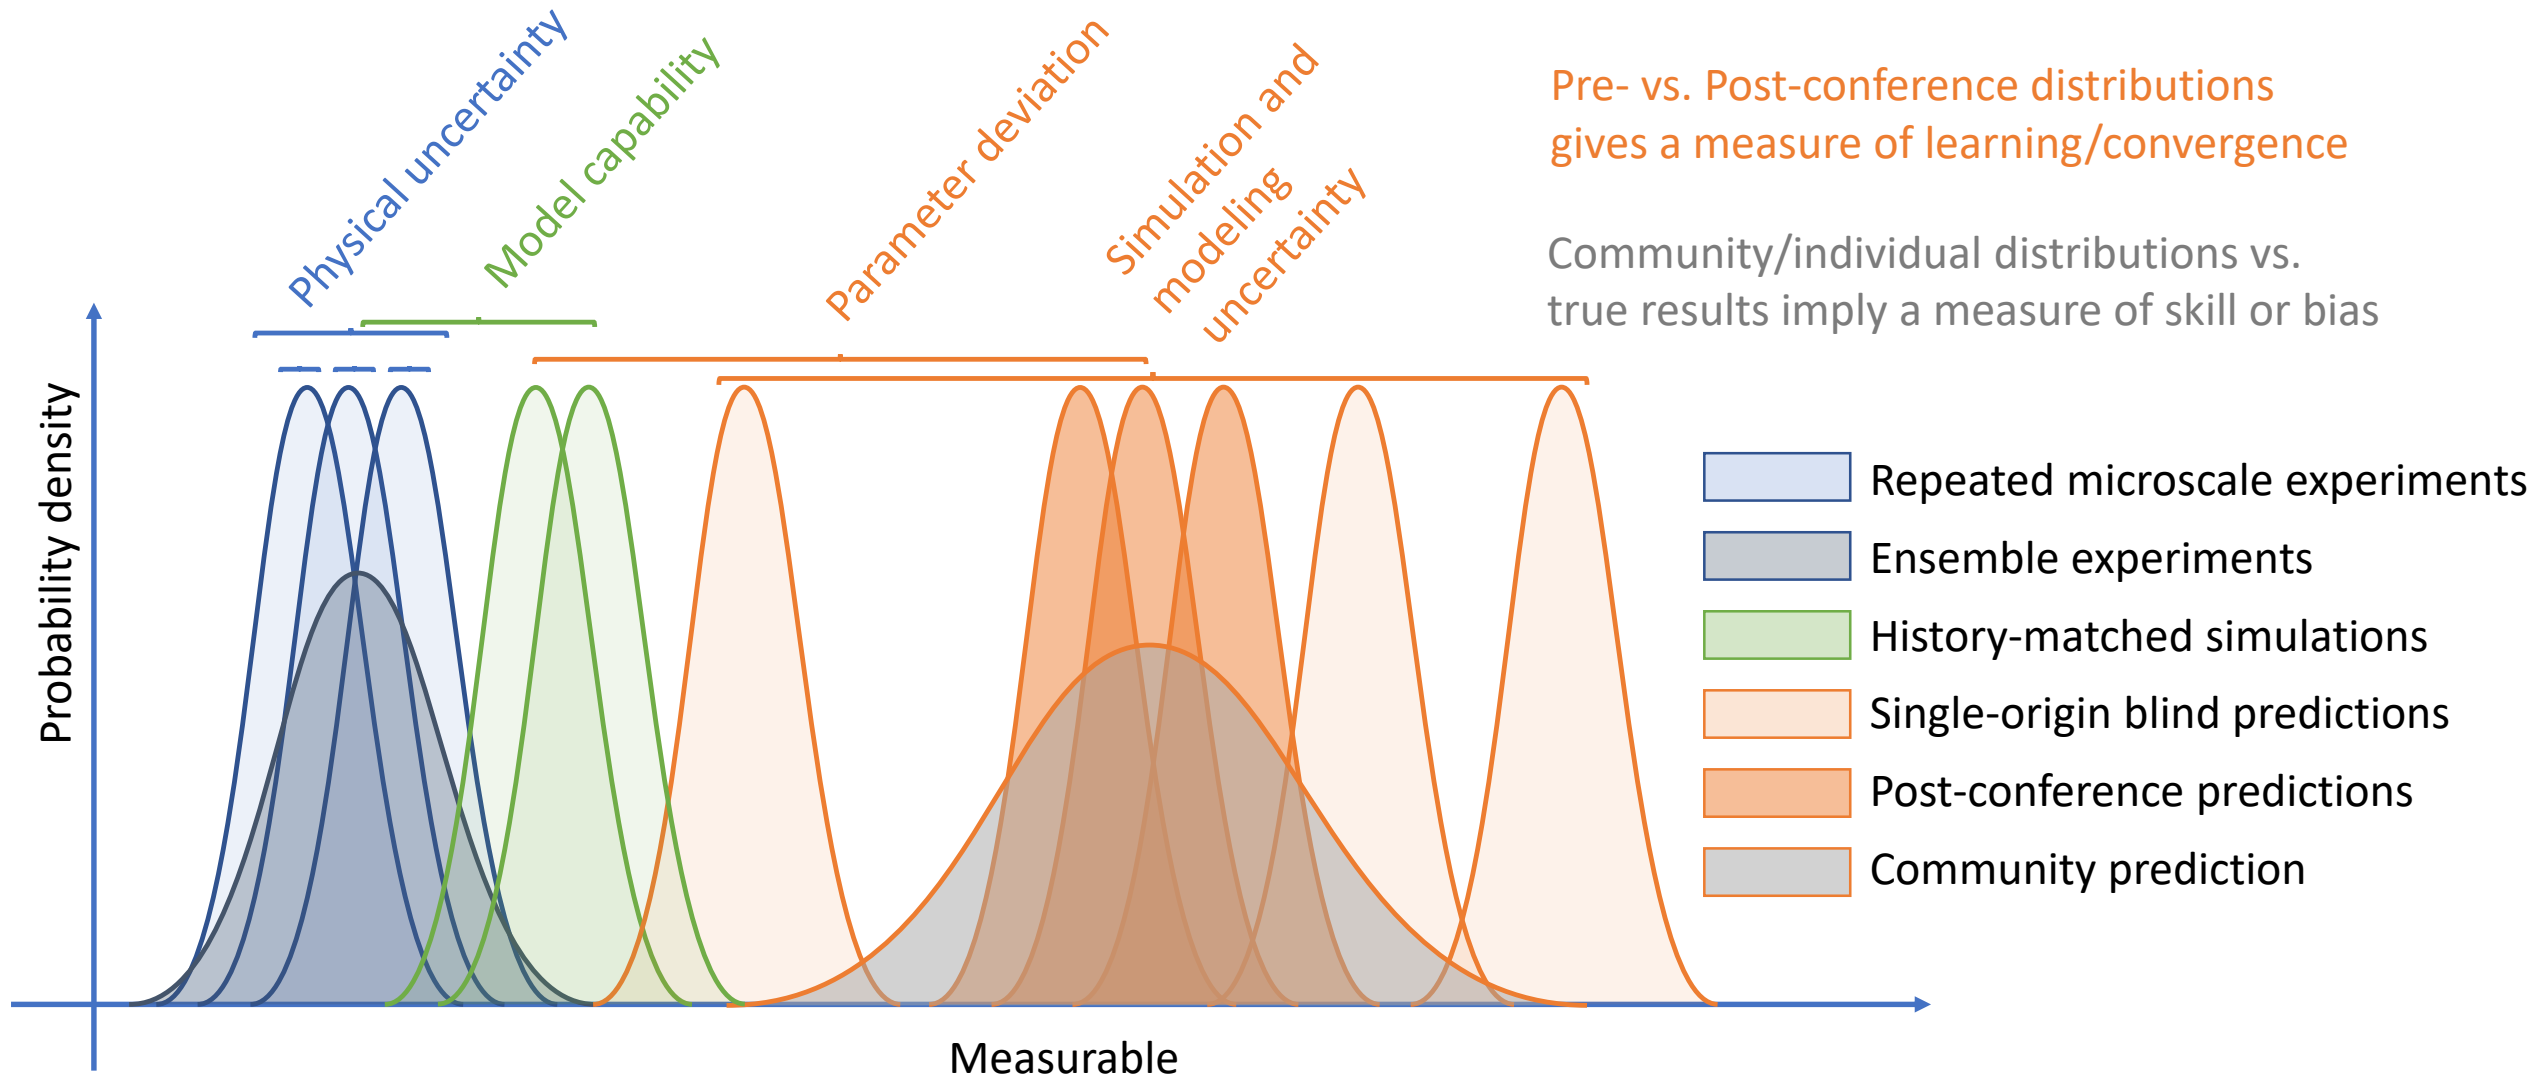 Physical uncertainty
Model capability
Parameter deviation
Simulation and
modeling
uncertainty
Pre- vs. Post-conference distributions
gives a measure of learning/convergence
Community/individual distributions vs.
true results imply a measure of skill or bias
Probability density
Repeated microscale experiments
Ensemble experiments
History-matched simulations
Single-origin blind predictions
Post-conference predictions
Community prediction
Measurable